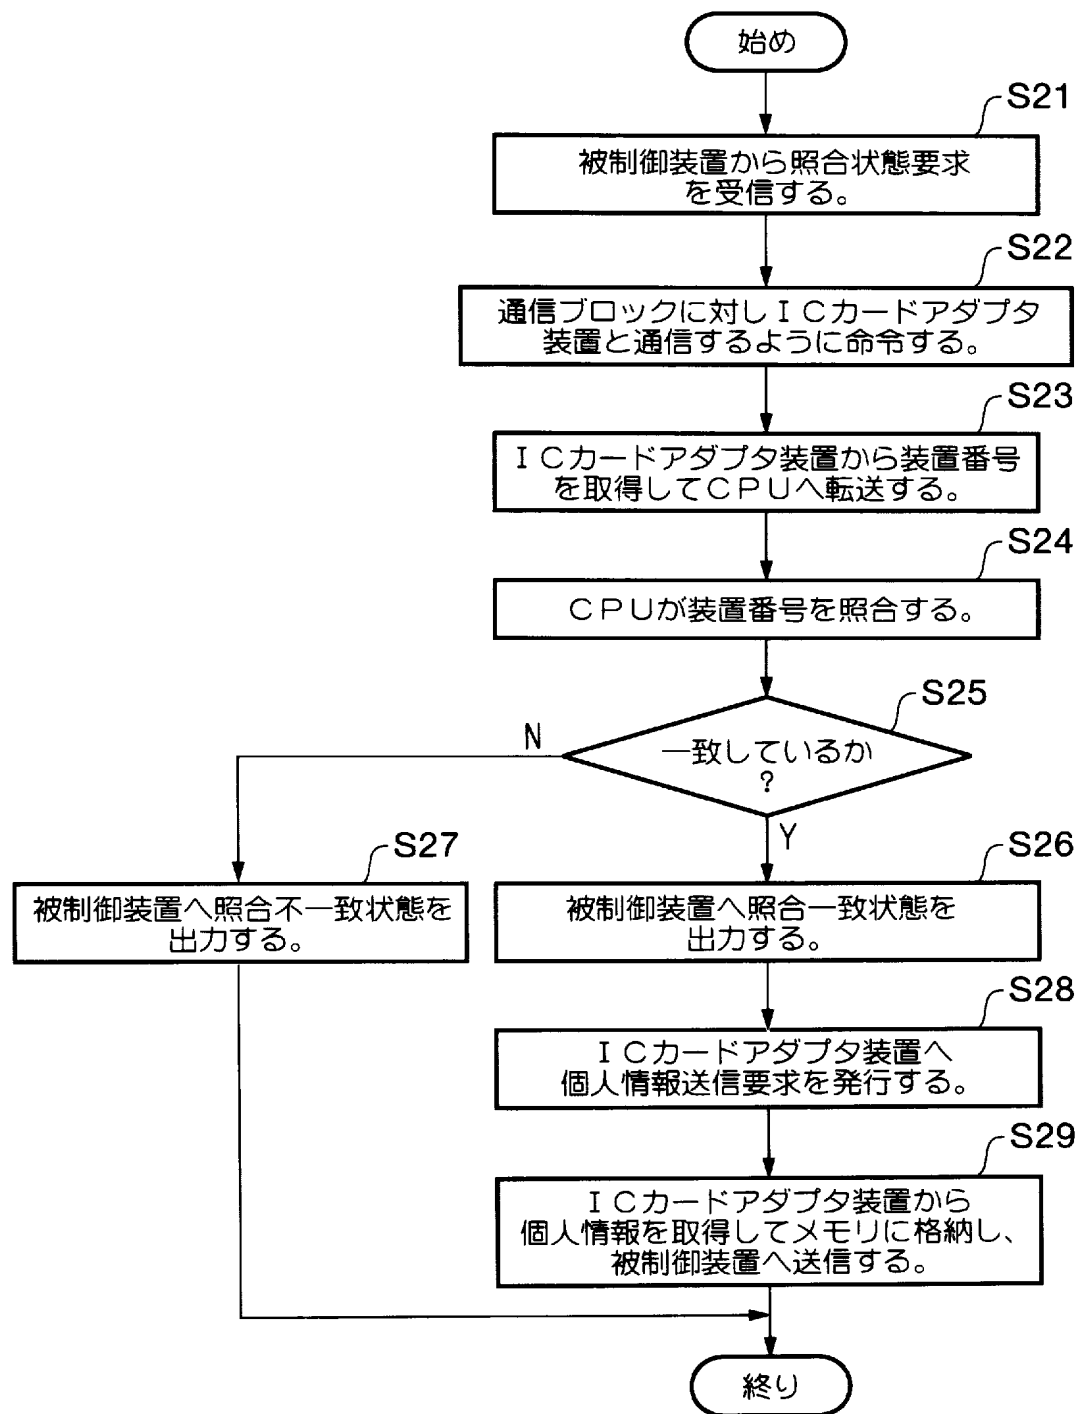 始め
S21
被制御装置から照合状態要求
を受信する。
S22
通信ブロックに対しＩＣカードアダプタ
装置と通信するように命令する。
S23
ＩＣカードアダプタ装置から装置番号
を取得してＣＰＵへ転送する。
S24
ＣＰＵが装置番号を照合する。
S25
一致しているか
？
N
Y
S27
被制御装置へ照合不一致状態を
出力する。
S26
被制御装置へ照合一致状態を
出力する。
S28
ＩＣカードアダプタ装置へ
個人情報送信要求を発行する。
S29
ＩＣカードアダプタ装置から
個人情報を取得してメモリに格納し、
被制御装置へ送信する。
終り